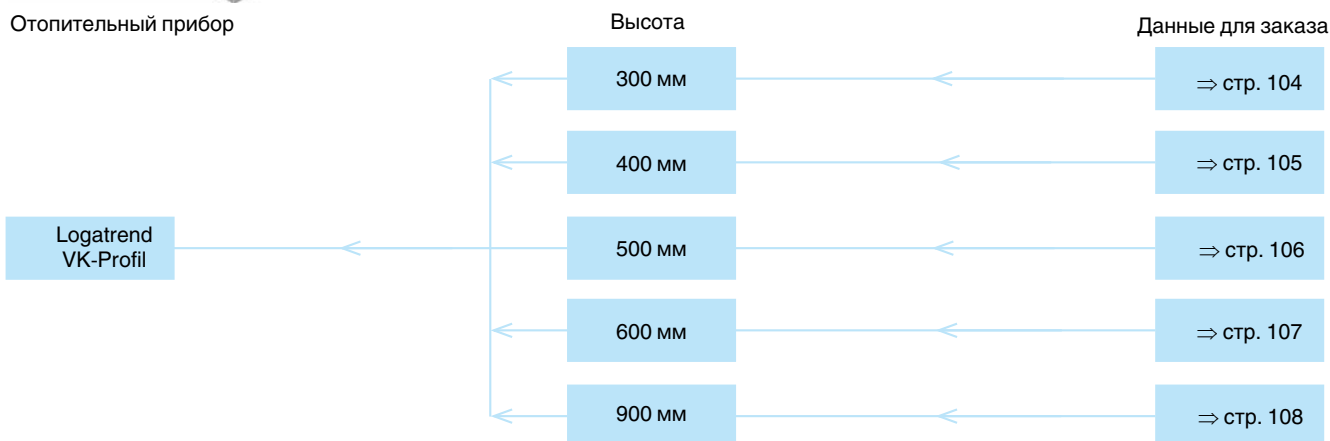 Отопительный прибор
Высота
Данные для заказа
300 мм
⇒ стр. 104
400 мм
⇒ стр. 105
Logatrend
VK-Profil
500 мм
⇒ стр. 106
600 мм
⇒ стр. 107
900 мм
⇒ стр. 108